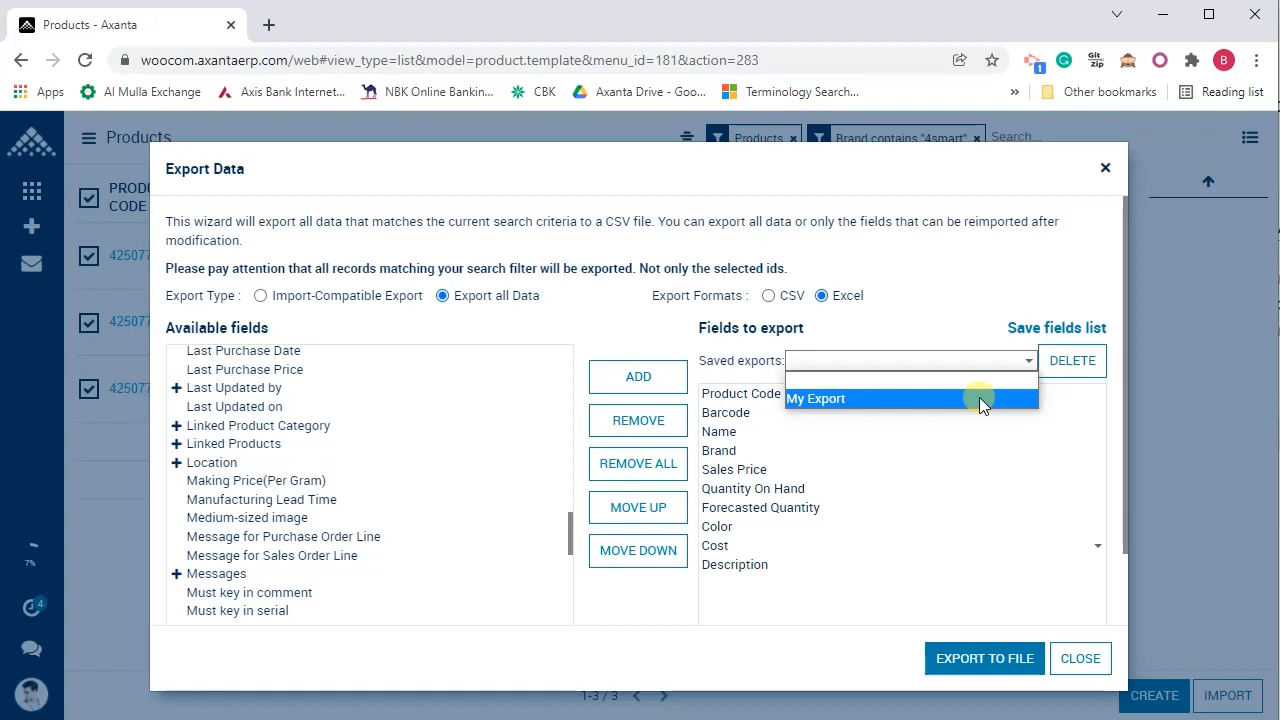 Products - Axanta
woocom.axantaerp.com/web#view_type=list&model=product.template&menu_id=181&action=283
1
Git
Zip
B
Apps
Al Mulla Exchange
Axis Bank Internet...
NBK Online Bankin...
CBK
Axanta Drive - Goo...
Terminology Search...
»
Other bookmarks
Reading list
Products
Products ×
Brand contains "4smart" ×
Search...
PRODU
CODE
42507
42507
42507
7%
4
Export Data
This wizard will export all data that matches the current search criteria to a CSV file. You can export all data or only the fields that can be reimported after
modification.
Please pay attention that all records matching your search filter will be exported. Not only the selected ids.
Export Type : Import-Compatible Export Export all Data
Export Formats : CSV Excel
Available fields
Last Purchase Date
Last Purchase Price
Last Updated by
Last Updated on
Linked Product Category
Linked Products
Location
Making Price(Per Gram)
Manufacturing Lead Time
Medium-sized image
Message for Purchase Order Line
Message for Sales Order Line
Messages
Must key in comment
Must key in serial
ADD
REMOVE
REMOVE ALL
MOVE UP
MOVE DOWN
Fields to export
Save fields list
Saved exports:
DELETE
My Export
Product Code
Barcode
Name
Brand
Sales Price
Quantity On Hand
Forecasted Quantity
Color
Cost
Description
EXPORT TO FILE
CLOSE
1-3 / 3
CREATE
IMPORT